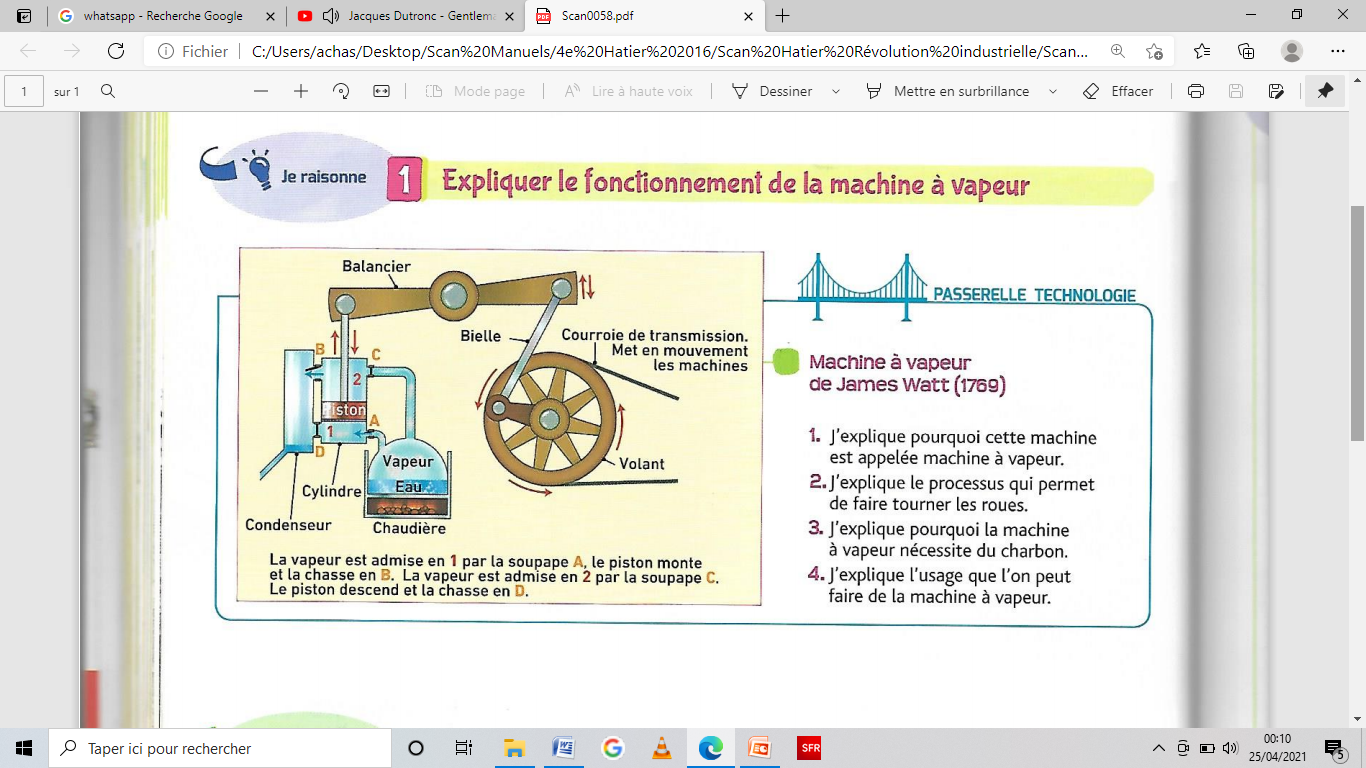 whatsapp - Recherche Google
Jacques Dutronc - Gentlema
Scan0058.pdf
Fichier
C:/Users/achas/Desktop/Scan%20Manuels/4e%20Hatier%202016/Scan%20Hatier%20Révolution%20industrielle/Scan...
1 sur 1
Mode page
Lire à haute voix
Dessiner
Mettre en surbrillance
Effacer
Je raisonne
1 Expliquer le fonctionnement de la machine à vapeur
Balancier
Bielle
Courroie de transmission.
Met en mouvement
les machines
B
C
2
Piston
A
1
D
Vapeur
Eau
Cylindre
Volant
Condenseur
Chaudière
La vapeur est admise en 1 par la soupape A, le piston monte
et la chasse en B. La vapeur est admise en 2 par la soupape C.
Le piston descend et la chasse en D.
PASSERELLE TECHNOLOGIE
Machine à vapeur
de James Watt (1769)
1. J'explique pourquoi cette machine
est appelée machine à vapeur.
2. J'explique le processus qui permet
de faire tourner les roues.
3. J'explique pourquoi la machine
à vapeur nécessite du charbon.
4. J'explique l'usage que l'on peut
faire de la machine à vapeur.
Taper ici pour rechercher
SFR
00:10
25/04/2021
5